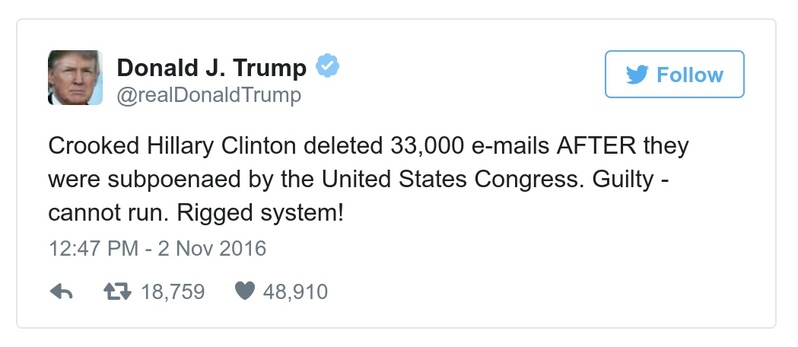 Donald J. Trump
@realDonaldTrump
Follow
Crooked Hillary Clinton deleted 33,000 e-mails AFTER they
were subpoenaed by the United States Congress. Guilty -
cannot run. Rigged system!
12:47 PM - 2 Nov 2016
18,759 48,910